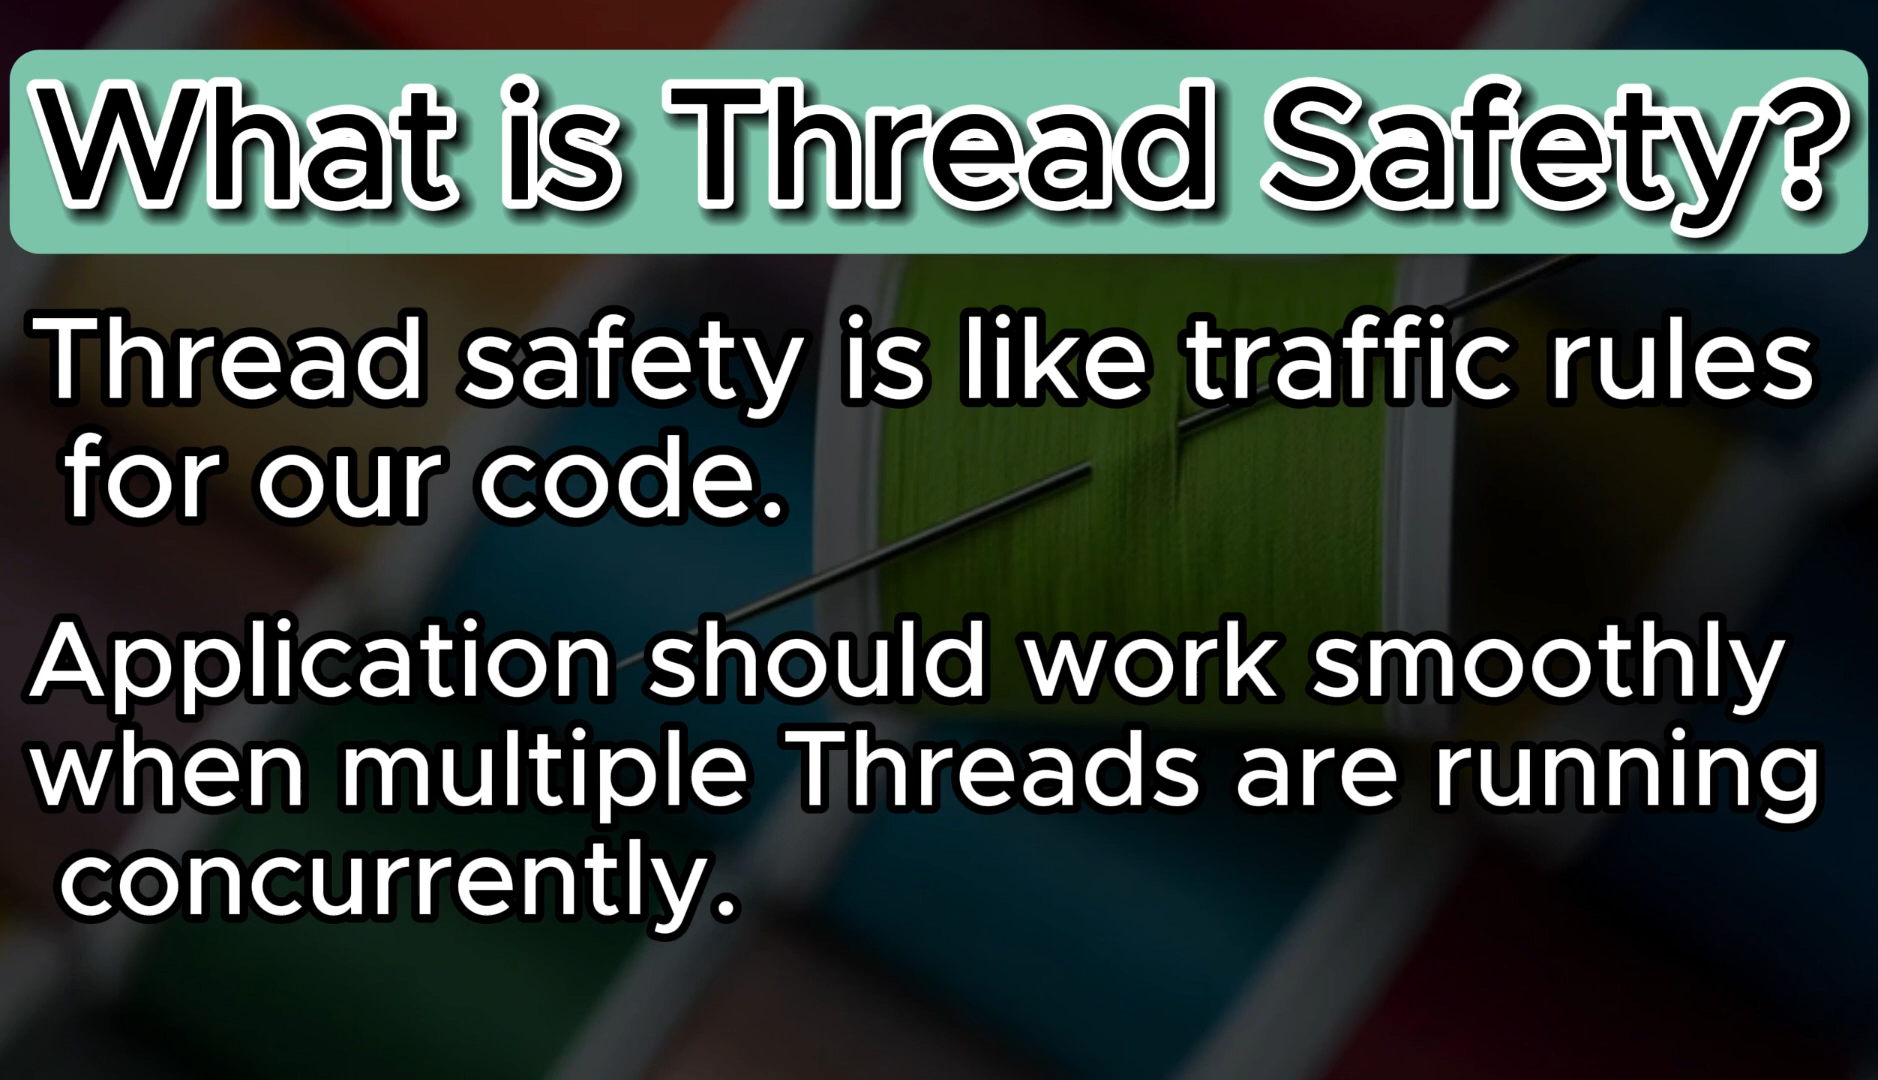 What is Thread Safety?
Thread safety is like traffic rules
for our code.
Application should work smoothly
when multiple Threads are running
concurrently.